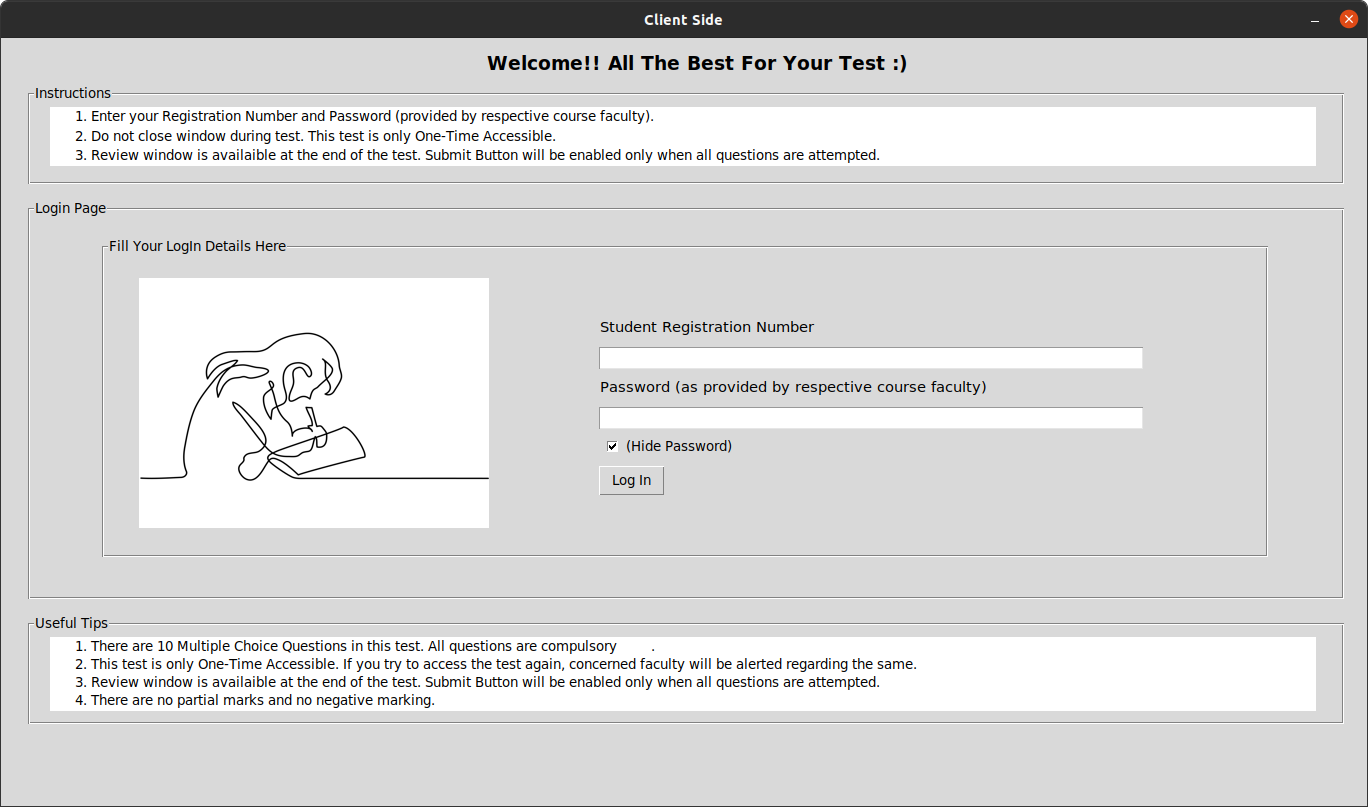 Client Side
Welcome!! All The Best For Your Test :)
Instructions
1. Enter your Registration Number and Password (provided by respective course faculty).
2. Do not close window during test. This test is only One-Time Accessible.
3. Review window is availaible at the end of the test. Submit Button will be enabled only when all questions are attempted.
Login Page
Fill Your LogIn Details Here
Student Registration Number
Password (as provided by respective course faculty)
(Hide Password)
Log In
Useful Tips
1. There are 10 Multiple Choice Questions in this test. All questions are compulsory .
2. This test is only One-Time Accessible. If you try to access the test again, concerned faculty will be alerted regarding the same.
3. Review window is availaible at the end of the test. Submit Button will be enabled only when all questions are attempted.
4. There are no partial marks and no negative marking.